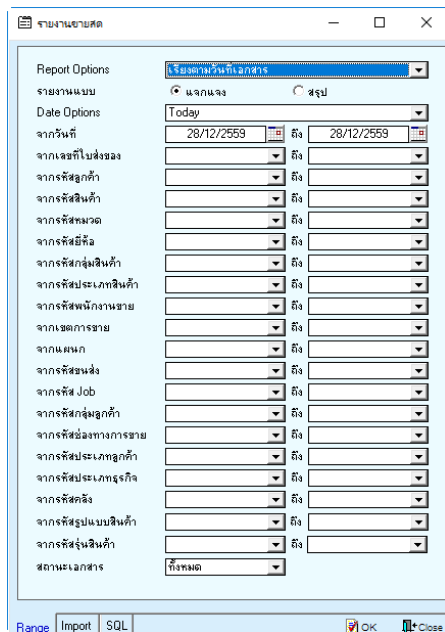 รายงานขายสด
Report Options เรียงตามวันที่เอกสาร
รายงานแบบ แจกแจง สรุป
Date Options Today
จากวันที่ 28/12/2559 ถึง 28/12/2559
จากเลขที่ใบส่งของ ถึง
จากรหัสลูกค้า ถึง
จากรหัสสินค้า ถึง
จากรหัสหมวด ถึง
จากรหัสยี่ห้อ ถึง
จากรหัสกลุ่มสินค้า ถึง
จากรหัสประเภทสินค้า ถึง
จากรหัสพนักงานขาย ถึง
จากเขตการขาย ถึง
จากแผนก ถึง
จากรหัสขนส่ง ถึง
จากรหัส Job ถึง
จากรหัสกลุ่มลูกค้า ถึง
จากรหัสช่องทางการขาย ถึง
จากรหัสประเภทลูกค้า ถึง
จากรหัสประเภทธุรกิจ ถึง
จากรหัสคลัง ถึง
จากรหัสรูปแบบสินค้า ถึง
จากรหัสรุ่นสินค้า ถึง
สถานะเอกสาร ทั้งหมด
Range Import SQL OK Close